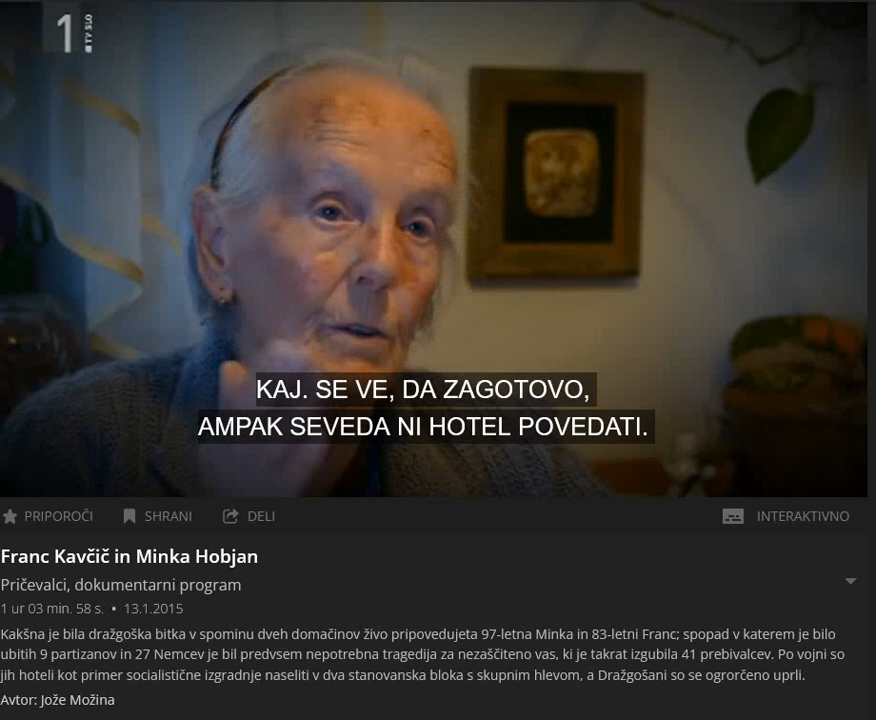 1
TV SLO
KAJ. SE VE, DA ZAGOTOVO,
AMPAK SEVEDA NI HOTEL POVEDATI.
PRIPOROČI SHRANI DELI INTERAKTIVNO
Franc Kavčič in Minka Hobjan
Pričevalci, dokumentarni program
1 ur 03 min. 58 s. • 13.1.2015
Kakšna je bila dražgoška bitka v spominu dveh domačinov živo pripovedujeta 97-letna Minka in 83-letni Franc; spopad v katerem je bilo
ubitih 9 partizanov in 27 Nemcev je bil predvsem nepotrebna tragedija za nezaščiteno vas, ki je takrat izgubila 41 prebivalcev. Po vojni so
jih hoteli kot primer socialistične izgradnje naseliti v dva stanovanska bloka s skupnim hlevom, a Dražgošani so se ogrorčeno uprli.
Avtor: Jože Možina